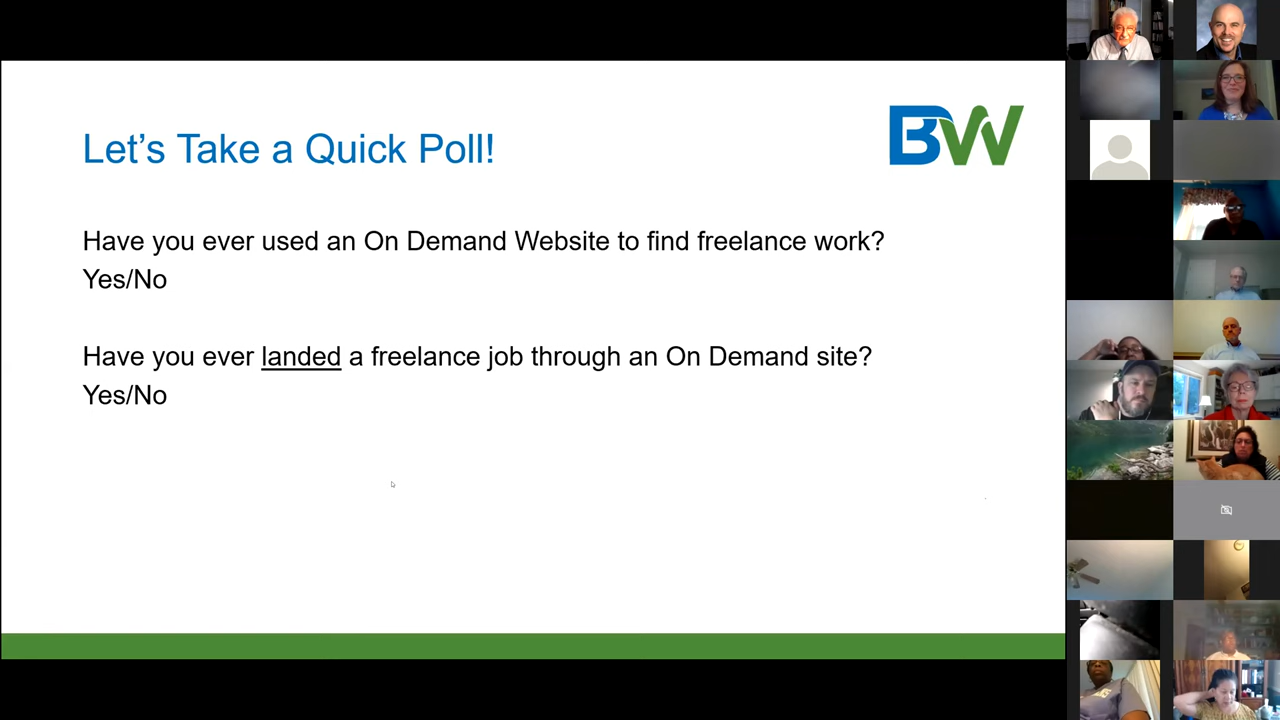 Let's Take a Quick Poll!
BW
Have you ever used an On Demand Website to find freelance work?
Yes/No
Have you ever landed a freelance job through an On Demand site?
Yes/No